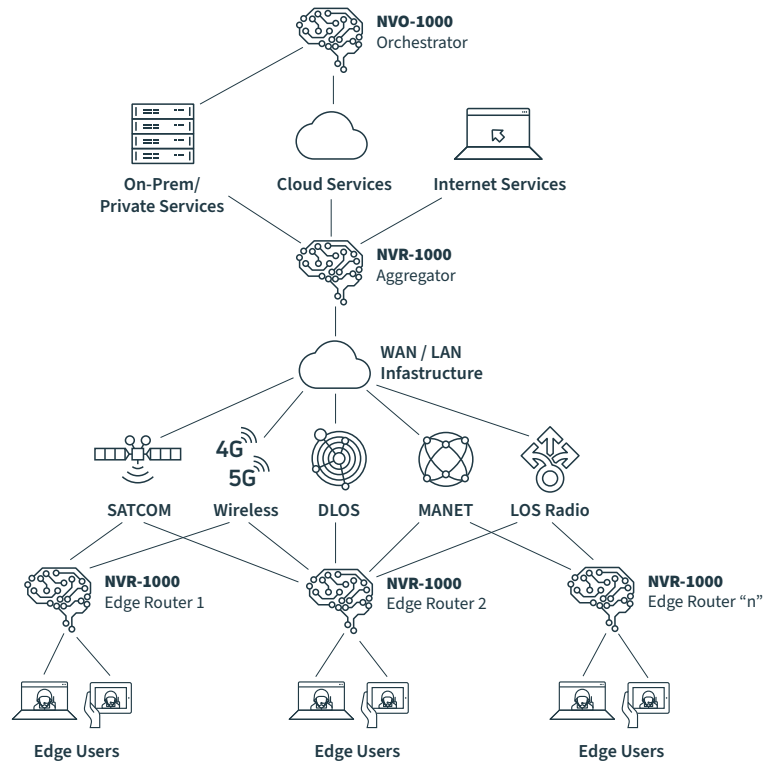 NVO-1000
Orchestrator
On-Prem/
Private Services
Cloud Services
Internet Services
NVR-1000
Aggregator
WAN / LAN
Infastructure
4G
5G
SATCOM
Wireless
DLOS
MANET
LOS Radio
NVR-1000
Edge Router 1
NVR-1000
Edge Router 2
NVR-1000
Edge Router “n”
Edge Users
Edge Users
Edge Users